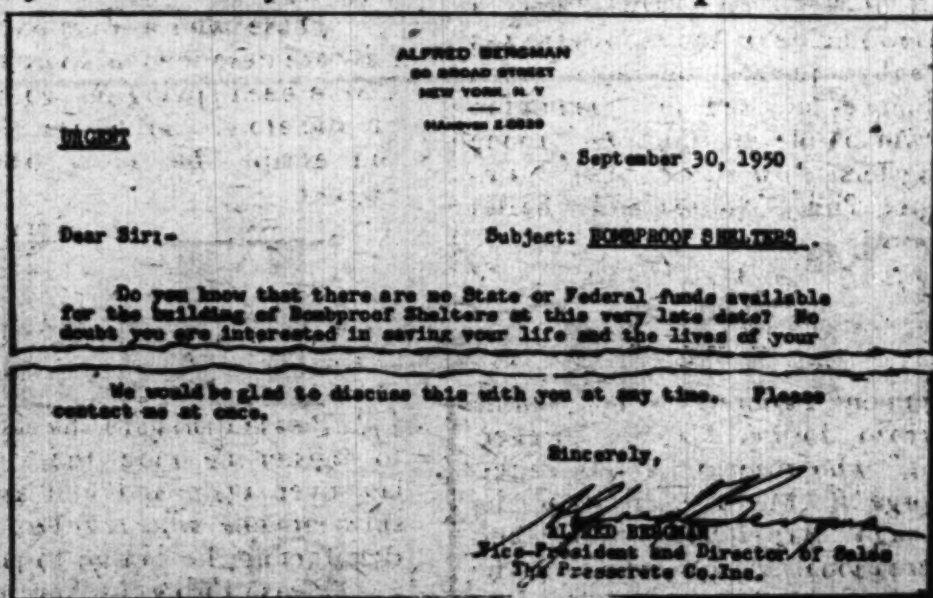 ALFRED BERGMAN
80 BROAD STREET
NEW YORK, N. Y
URGENT
September 30, 1950
Dear Sir:-
Subject: BOMBPROOF SHELTERS.
Do you know that there are no State or Federal funds available
for the building of Bombproof Shelters at this very late date? No
doubt you are interested in saving your life and the lives of your
We would be glad to discuss this with you at any time. Please
contact me at once.
Sincerely,
Alfred Bergman
ALFRED BERGMAN
Vice-President and Director of Sales
The Presscrete Co.Inc.